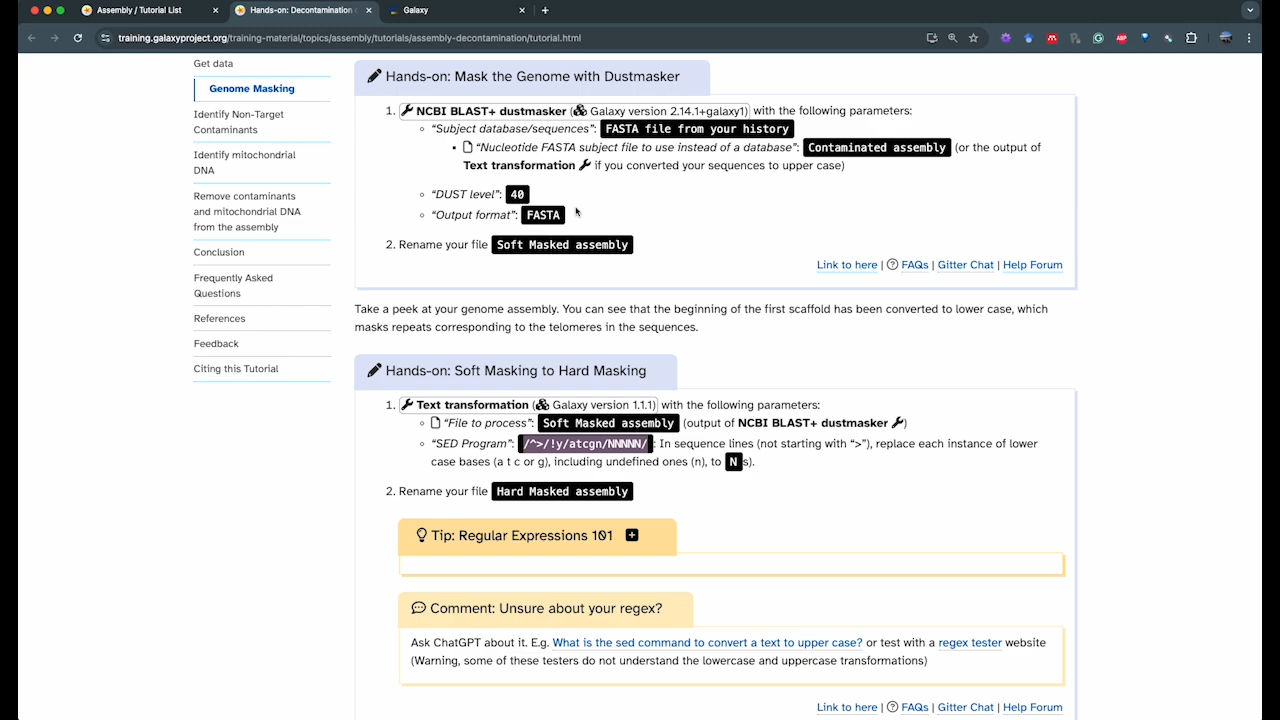 Assembly / Tutorial List
Hands-on: Decontamination
Galaxy
training.galaxyproject.org/training-material/topics/assembly/tutorials/assembly-decontamination/tutorial.html
Get data
Genome Masking
Identify Non-Target
Contaminants
Identify mitochondrial
DNA
Remove contaminants
and mitochondrial DNA
from the assembly
Conclusion
Frequently Asked
Questions
References
Feedback
Citing this Tutorial
Hands-on: Mask the Genome with Dustmasker
1. NCBI BLAST+ dustmasker ( Galaxy version 2.14.1+galaxy1) with the following parameters:
“Subject database/sequences”: FASTA file from your history
“Nucleotide FASTA subject file to use instead of a database”: Contaminated assembly (or the output of
Text transformation if you converted your sequences to upper case)
“DUST level”: 40
“Output format”: FASTA
2. Rename your file Soft Masked assembly
Link to here | FAQs | Gitter Chat | Help Forum
Take a peek at your genome assembly. You can see that the beginning of the first scaffold has been converted to lower case, which
masks repeats corresponding to the telomeres in the sequences.
Hands-on: Soft Masking to Hard Masking
1. Text transformation ( Galaxy version 1.1.1) with the following parameters:
“File to process”: Soft Masked assembly (output of NCBI BLAST+ dustmasker )
“SED Program”: /^>/!y/atcgn/NNNNN/: In sequence lines (not starting with “>”), replace each instance of lower
case bases (a t c or g), including undefined ones (n), to N s).
2. Rename your file Hard Masked assembly
Tip: Regular Expressions 101
Comment: Unsure about your regex?
Ask ChatGPT about it. E.g. What is the sed command to convert a text to upper case? or test with a regex tester website
(Warning, some of these testers do not understand the lowercase and uppercase transformations)
Link to here | FAQs | Gitter Chat | Help Forum